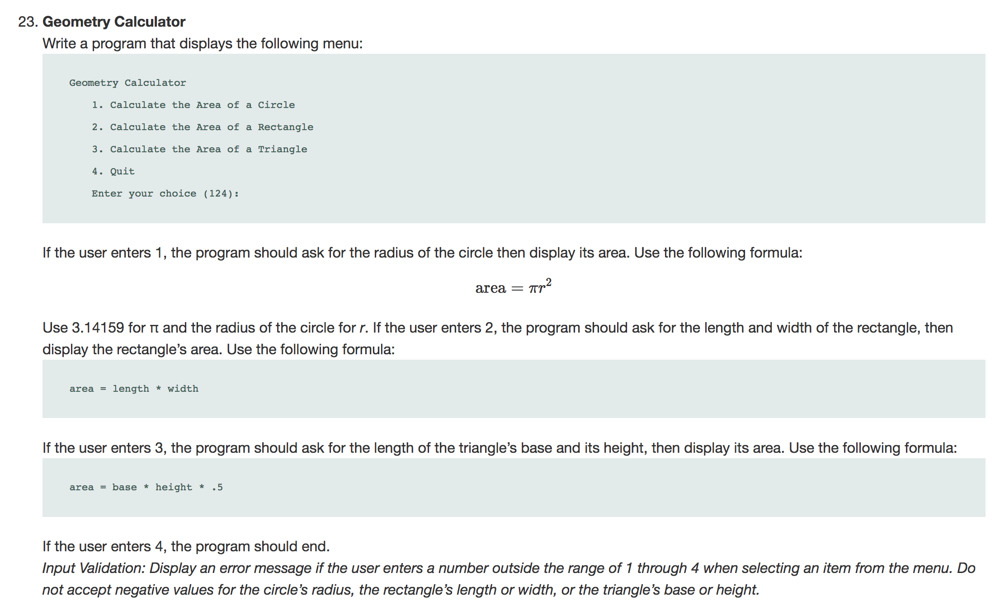 23. Geometry Calculator
Write a program that displays the following menu:
Geometry Calculator
1. Calculate the Area of a Circle
2. Calculate the Area of a Rectangle
3. Calculate the Area of a Triangle
4. Quit
Enter your choice (124):
If the user enters 1, the program should ask for the radius of the circle then display its area. Use the following formula:
area = πr²
Use 3.14159 for π and the radius of the circle for r. If the user enters 2, the program should ask for the length and width of the rectangle, then
display the rectangle’s area. Use the following formula:
area = length * width
If the user enters 3, the program should ask for the length of the triangle’s base and its height, then display its area. Use the following formula:
area = base * height * .5
If the user enters 4, the program should end.
Input Validation: Display an error message if the user enters a number outside the range of 1 through 4 when selecting an item from the menu. Do
not accept negative values for the circle’s radius, the rectangle’s length or width, or the triangle’s base or height.